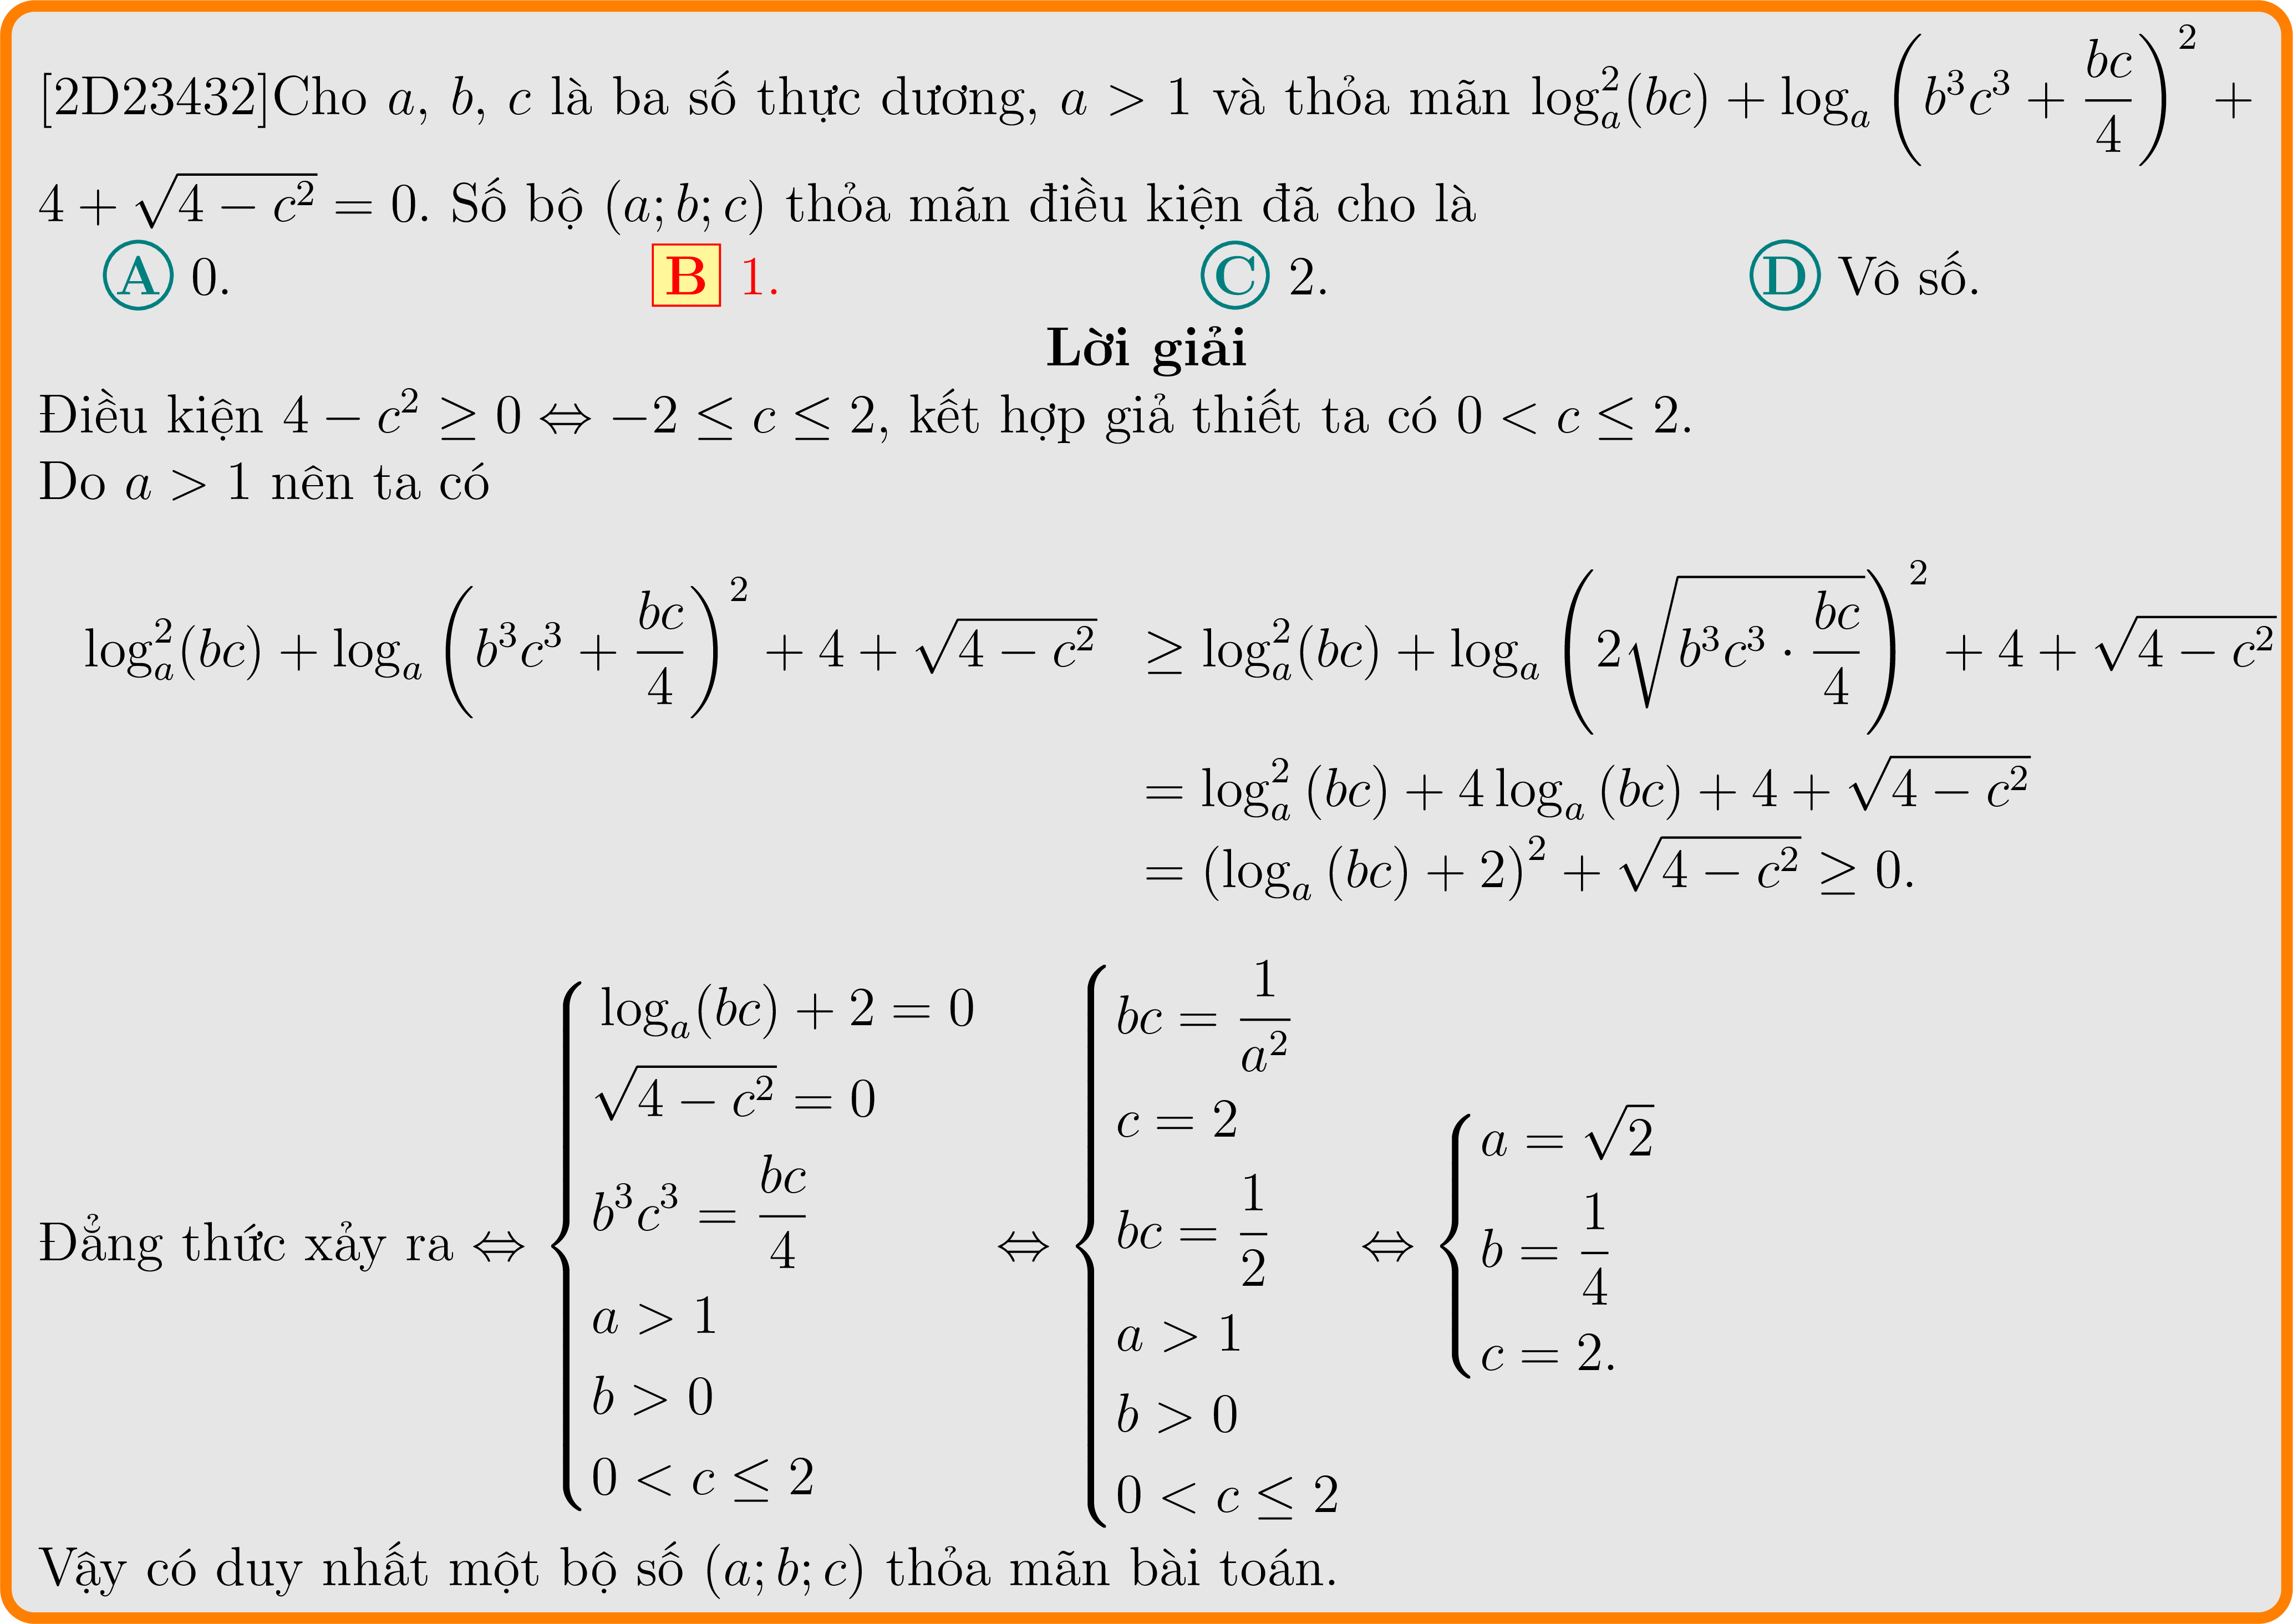 [2D23432]Cho a, b, c là ba số thực dương, a > 1 và thỏa mãn $\log_a^2(bc) + \log_a \left(b^3c^3 + \dfrac{bc}{4}\right)^2 +$
$4 + \sqrt{4 - c^2} = 0$. Số bộ (a; b; c) thỏa mãn điều kiện đã cho là
A 0. B 1. C 2. D Vô số.
Lời giải
Điều kiện $4 - c^2 \geq 0 \Leftrightarrow -2 \leq c \leq 2$, kết hợp giả thiết ta có $0 < c \leq 2$.
Do a > 1 nên ta có
$\log_a^2(bc) + \log_a \left(b^3c^3 + \dfrac{bc}{4}\right)^2 + 4 + \sqrt{4 - c^2} \geq \log_a^2(bc) + \log_a \left(2\sqrt{b^3c^3 \cdot \dfrac{bc}{4}}\right)^2 + 4 + \sqrt{4 - c^2}$
$= \log_a^2 (bc) + 4 \log_a (bc) + 4 + \sqrt{4 - c^2}$
$= (\log_a (bc) + 2)^2 + \sqrt{4 - c^2} \geq 0.$
Đẳng thức xảy ra $\Leftrightarrow \begin{cases} \log_a(bc) + 2 = 0 \\ \sqrt{4 - c^2} = 0 \\ b^3c^3 = \dfrac{bc}{4} \\ a > 1 \\ b > 0 \\ 0 < c \leq 2 \end{cases} \Leftrightarrow \begin{cases} bc = \dfrac{1}{a^2} \\ c = 2 \\ bc = \dfrac{1}{2} \\ a > 1 \\ b > 0 \\ 0 < c \leq 2 \end{cases} \Leftrightarrow \begin{cases} a = \sqrt{2} \\ b = \dfrac{1}{4} \\ c = 2. \end{cases}$
Vậy có duy nhất một bộ số (a; b; c) thỏa mãn bài toán.